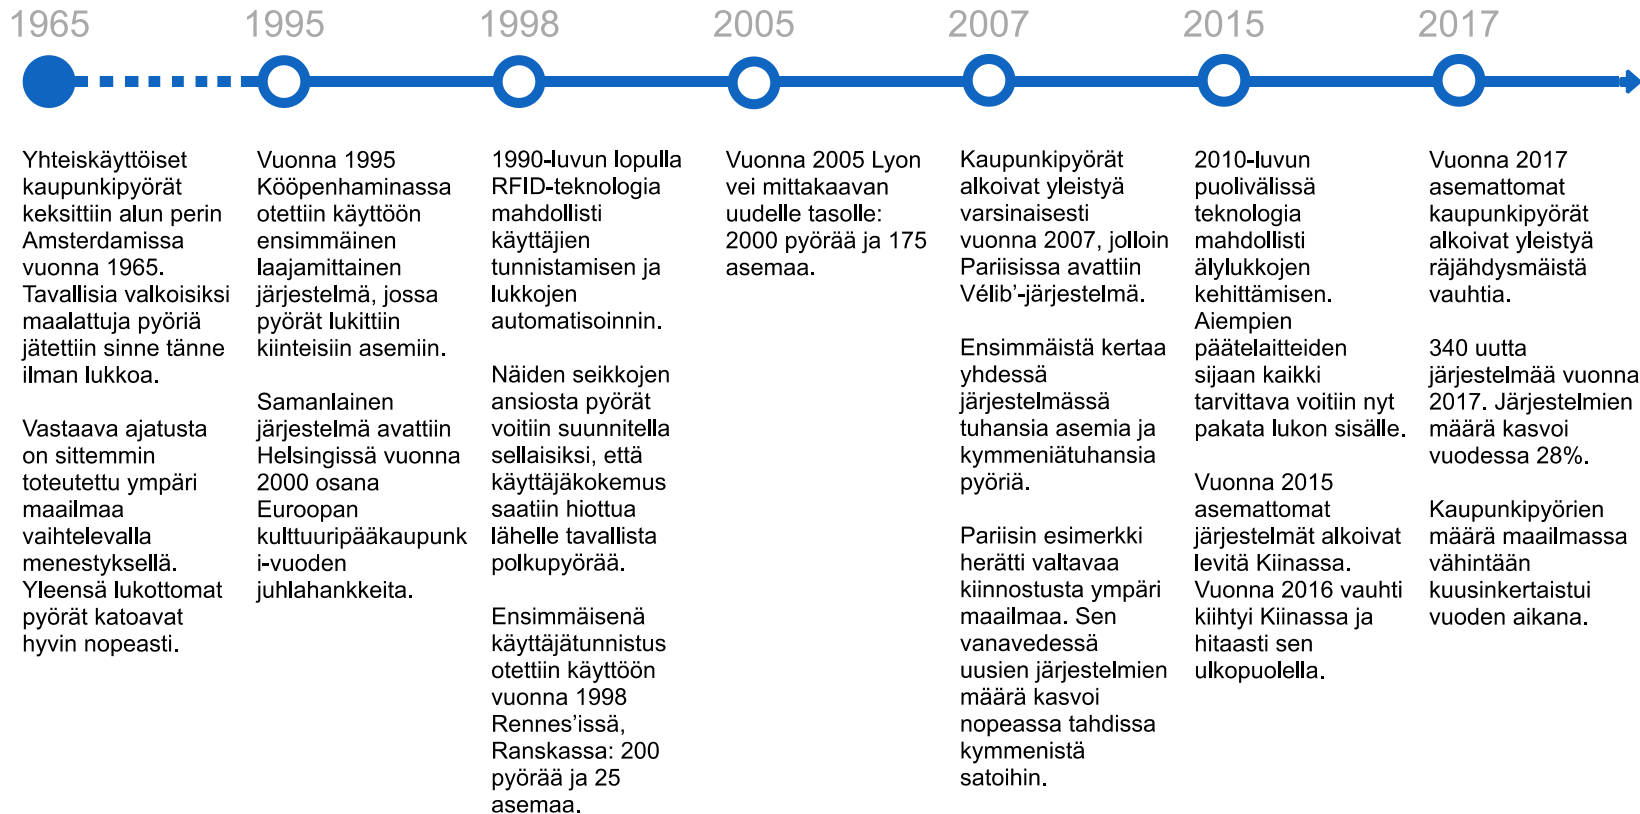 1965
Yhteiskäyttöiset
kaupunkipyörät
keksittiin alun perin
Amsterdamissa
vuonna 1965.
Tavallisia valkoisiksi
maalattuja pyöriä
jätettiin sinne tänne
ilman lukkoa.
Vastaava ajatusta
on sittemmin
toteutettu ympäri
maailmaa
vaihtelevalla
menestyksellä.
Yleensä lukottomat
pyörät katoavat
hyvin nopeasti.
1995
Vuonna 1995
Kööpenhaminassa
otettiin käyttöön
ensimmäinen
laajamittainen
järjestelmä, jossa
pyörät lukittiin
kiinteisiin asemiin.
Samanlainen
järjestelmä avattiin
Helsingissä vuonna
2000 osana
Euroopan
kulttuuripääkaupunk
i-vuoden
juhlahankkeita.
1998
1990-luvun lopulla
RFID-teknologia
mahdollisti
käyttäjien
tunnistamisen ja
lukkojen
automatisoinnin.
Näiden seikkojen
ansiosta pyörät
voitiin suunnitella
sellaisiksi, että
käyttäjäkokemus
saatiin hiottua
lähelle tavallista
polkupyörää.
Ensimmäisenä
käyttäjätunnistus
otettiin käyttöön
vuonna 1998
Rennes’issä,
Ranskassa: 200
pyörää ja 25
asemaa.
2005
Vuonna 2005 Lyon
vei mittakaavan
uudelle tasolle:
2000 pyörää ja 175
asemaa.
2007
Kaupunkipyörät
alkoivat yleistyä
varsinaisesti
vuonna 2007, jolloin
Pariisissa avattiin
Vélib’-järjestelmä.
Ensimmäistä kertaa
yhdessä
järjestelmässä
tuhansia asemia ja
kymmeniätuhansia
pyöriä.
Pariisin esimerkki
herätti valtavaa
kiinnostusta ympäri
maailmaa. Sen
vanavedessä
uusien järjestelmien
määrä kasvoi
nopeassa tahdissa
kymmenistä
satoihin.
2015
2010-luvun
puolivälissä
teknologia
mahdollisti
älylukkojen
kehittämisen.
Aiempien
päätelaitteiden
sijaan kaikki
tarvittava voitiin nyt
pakata lukon sisälle.
Vuonna 2015
asemattomat
järjestelmät alkoivat
levitä Kiinassa.
Vuonna 2016 vauhti
kiihtyi Kiinassa ja
hitaasti sen
ulkopuolella.
2017
Vuonna 2017
asemattomat
kaupunkipyörät
alkoivat yleistyä
räjähdysmäistä
vauhtia.
340 uutta
järjestelmää vuonna
2017. Järjestelmien
määrä kasvoi
vuodessa 28%.
Kaupunkipyörien
määrä maailmassa
vähintään
kuusinkertaistui
vuoden aikana.